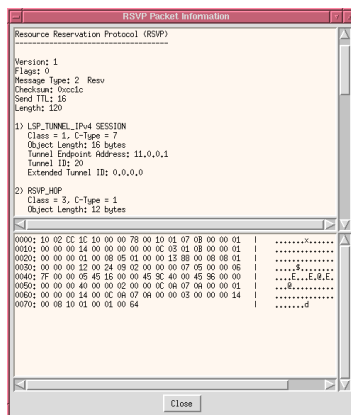 RSVP Packet Information
Resource Reservation Protocol (RSVP)
------------------------------------
Version: 1
Flags: 0
Message Type: 2 Resv
Checksum: 0xcc1c
Send TTL: 16
Length: 120
1) LSP_TUNNEL_IPv4 SESSION
Class = 1, C-Type = 7
Object Length: 16 bytes
Tunnel Endpoint Address: 11.0.0.1
Tunnel ID: 20
Extended Tunnel ID: 0.0.0.0
2) RSVP_HOP
Class = 3, C-Type = 1
Object Length: 12 bytes
0000: 10 02 CC 1C 10 00 00 78 00 10 01 07 0B 00 00 01 | .......x......
0010: 00 00 00 14 00 00 00 00 00 0C 03 01 0B 00 00 01 | ..............
0020: 00 00 00 01 00 08 05 01 00 00 13 88 00 08 08 01 | ..............
0030: 00 00 00 12 00 24 09 02 00 00 00 07 05 00 00 06 | .....$........
0040: 7F 00 00 05 45 16 00 00 45 9C 40 00 45 96 00 00 | ....E...E.@.E.
0050: 00 00 00 40 00 00 02 00 00 0C 0A 07 0A 00 00 01 | ...@..........
0060: 00 00 00 14 00 0C 0A 07 0A 00 00 03 00 00 00 14 | ..............
0070: 00 08 10 01 00 01 00 64 | .......d
Close